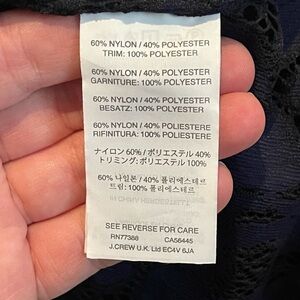 60% NYLON / 40% POLYESTER
TRIM: 100% POLYESTER
60% NYLON / 40% POLYESTER
GARNITURE: 100% POLYESTER
60% NYLON / 40% POLYESTER
BESATZ: 100% POLYESTER
60% NYLON / 40% POLIESTERE
RIFINITURA: 100% POLIESTERE
ナイロン 60% / ポリエステル 40%
トリミング: ポリエステル 100%
60% 나일론 / 40% 폴리에스테르
트림: 100% 폴리에스테르
SEE REVERSE FOR CARE
RN77388 CA56445
J.CREW U.K. Ltd EC4V 6JA